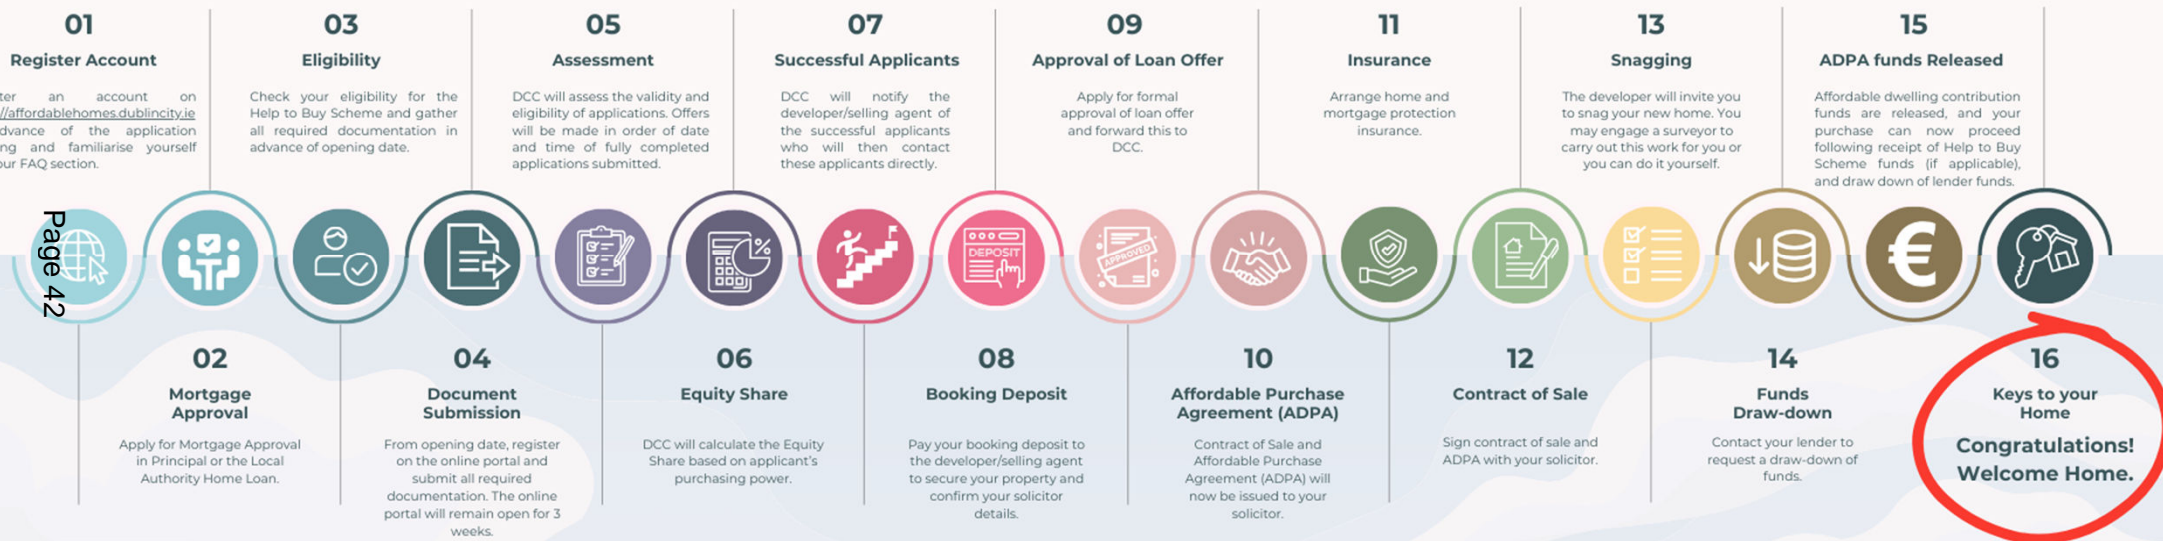 01
Register Account
an account on
//affordablehomes.dublincity.ie
of the application
and familiarise yourself
FAQ section.
03
Eligibility
Check your eligibility for the
Help to Buy Scheme and gather
all required documentation in
advance of opening date.
05
Assessment
DCC will assess the validity and
eligibility of applications. Offers
will be made in order of date
and time of fully completed
applications submitted.
07
Successful Applicants
DCC will notify the
developer/selling agent of
the successful applicants
who will then contact
these applicants directly.
09
Approval of Loan Offer
Apply for formal
approval of loan offer
and forward this to
DCC.
11
Insurance
Arrange home and
mortgage protection
insurance.
13
Snagging
The developer will invite you
to snag your new home. You
may engage a surveyor to
carry out this work for you or
you can do it yourself.
15
ADPA funds Released
Affordable dwelling contribution
funds are released, and your
purchase can now proceed
following receipt of Help to Buy
Scheme funds (if applicable),
and draw down of lender funds.
Page 42
DEPOSIT
APPROVED
02
Mortgage
Approval
Apply for Mortgage Approval
in Principal or the Local
Authority Home Loan.
04
Document
Submission
From opening date, register
on the online portal and
submit all required
documentation. The online
portal will remain open for 3
weeks.
06
Equity Share
DCC will calculate the Equity
Share based on applicant's
purchasing power.
08
Booking Deposit
Pay your booking deposit to
the developer/selling agent
to secure your property and
confirm your solicitor
details.
10
Affordable Purchase
Agreement (ADPA)
Contract of Sale and
Affordable Purchase
Agreement (ADPA) will
now be issued to your
solicitor.
12
Contract of Sale
Sign contract of sale and
ADPA with your solicitor.
14
Funds
Draw-down
Contact your lender to
request a draw-down of
funds.
16
Keys to your
Home
Congratulations!
Welcome Home.